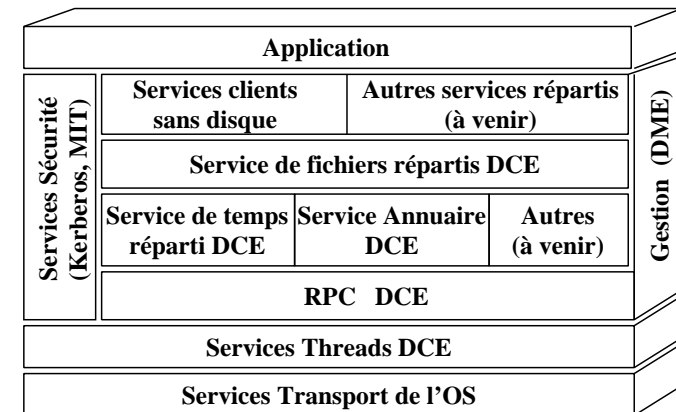 Application
Services Sécurité
(Kerberos, MIT)
Services clients
sans disque
Autres services répartis
(à venir)
Service de fichiers répartis DCE
Service de temps
réparti DCE
Service Annuaire
DCE
Autres
(à venir)
RPC DCE
Gestion (DME)
Services Threads DCE
Services Transport de l’OS